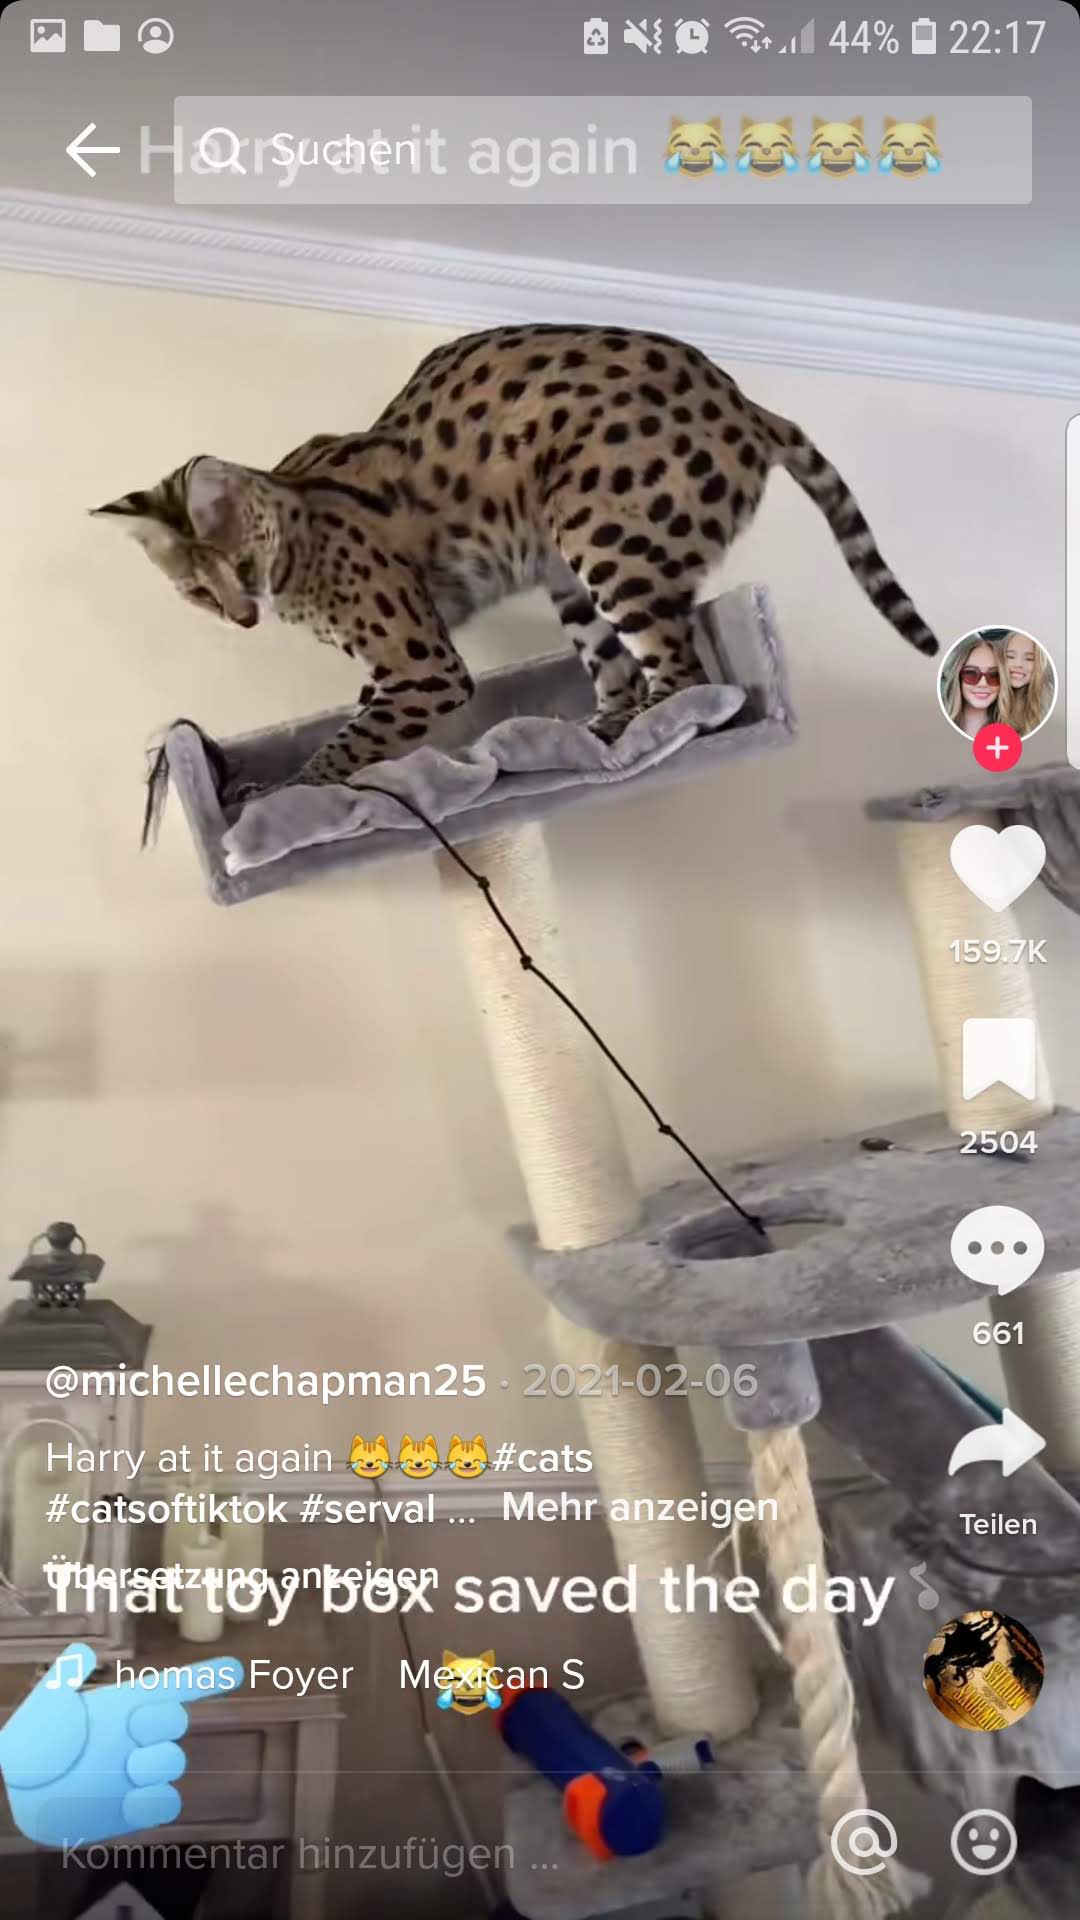 44% 22:17
Harry at it again 😹😹😹😹
Suchen
159.7K
2504
661
@michellechapman25 · 2021-02-06
Harry at it again 😹😹😹#cats
#catsoftiktok #serval ... Mehr anzeigen
Teilen
Übersetzung anzeigen
That toy box saved the day
😹
homas Foyer Mexican S
Kommentar hinzufügen ...